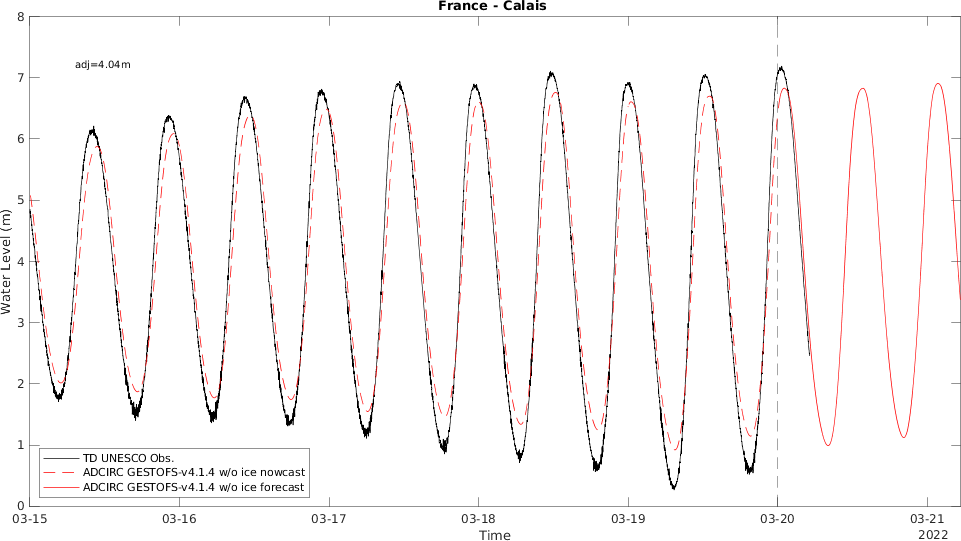 France - Calais
adj=4.04m
Water Level (m)
8
7
6
5
4
3
2
1
0
TD UNESCO Obs.
ADCIRC GESTOFS-v4.1.4 w/o ice nowcast
ADCIRC GESTOFS-v4.1.4 w/o ice forecast
03-15 03-16 03-17 03-18 03-19 03-20 03-21
Time
2022